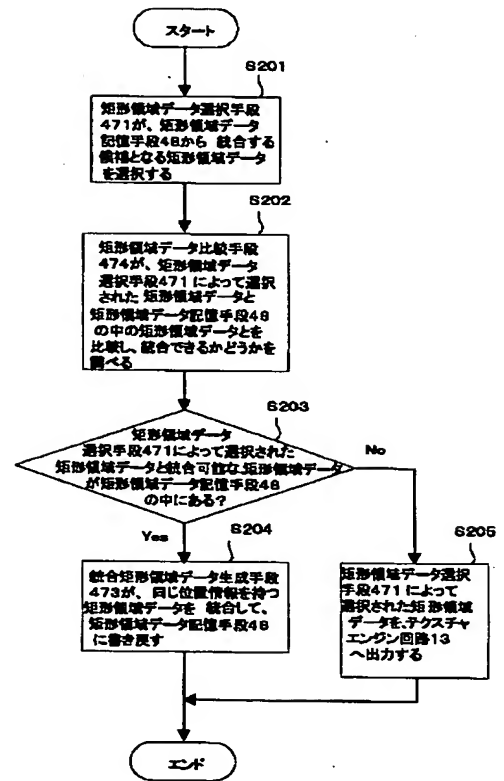 スタート
S201
矩形領域データ選択手段
471が、矩形領域データ
記憶手段48から 統合する
候補となる矩形領域データ
を選択する
S202
矩形領域データ比較手段
474が、矩形領域データ
選択手段471によって選択
された 矩形領域データと
矩形領域データ記憶手段48
の中の矩形領域データとを
比較し、統合できるかどうかを
調べる
S203
矩形領域データ
選択手段471によって選択された
矩形領域データと統合可能な、矩形領域データ
が矩形領域データ記憶手段48
の中にある?
No
Yes
S204
統合矩形領域データ生成手段
473が、同じ位置情報を持つ
矩形領域データを 統合して、
矩形領域データ記憶手段48
に書き戻す
S205
矩形領域データ選択
手段471によって
選択された矩形領域
データを、テクスチャ
エンジン回路13
へ出力する
エンド